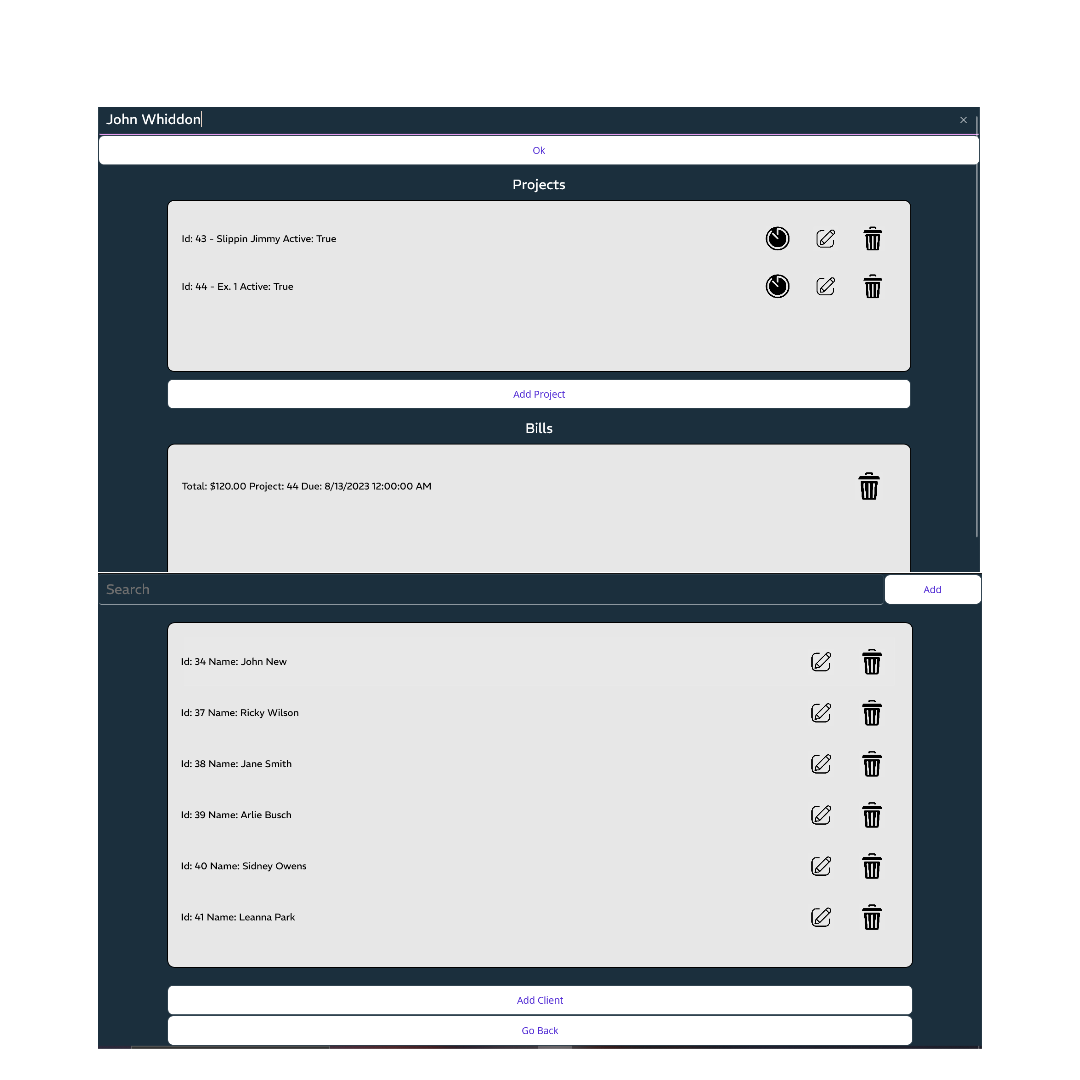 John Whiddon
Ok
Projects
Id: 43 - Slippin Jimmy Active: True
Id: 44 - Ex. 1 Active: True
Add Project
Bills
Total: $120.00 Project: 44 Due: 8/13/2023 12:00:00 AM
Search
Add
Id: 34 Name: John New
Id: 37 Name: Ricky Wilson
Id: 38 Name: Jane Smith
Id: 39 Name: Arlie Busch
Id: 40 Name: Sidney Owens
Id: 41 Name: Leanna Park
Add Client
Go Back